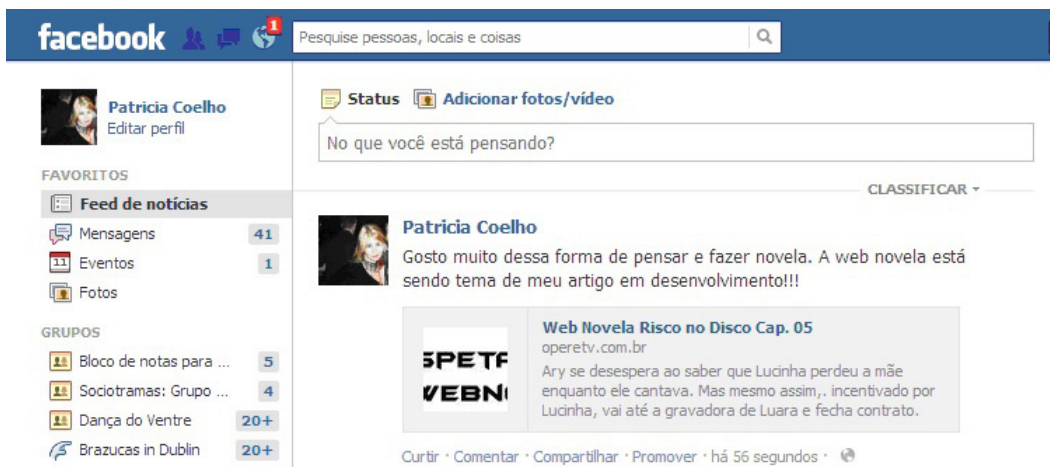 facebook
1
Pesquise pessoas, locais e coisas
Patricia Coelho
Editar perfil
FAVORITOS
Feed de notícias
Mensagens 41
11 Eventos 1
Fotos
GRUPOS
Bloco de notas para ... 5
Sociotramas: Grupo ... 4
Dança do Ventre 20+
Brazucas in Dublin 20+
Status Adicionar fotos/vídeo
No que você está pensando?
CLASSIFICAR
Patricia Coelho
Gosto muito dessa forma de pensar e fazer novela. A web novela está
sendo tema de meu artigo em desenvolvimento!!!
Web Novela Risco no Disco Cap. 05
operetv.com.br
Ary se desespera ao saber que Lucinha perdeu a mãe
enquanto ele cantava. Mas mesmo assim,. incentivado por
Lucinha, vai até a gravadora de Luara e fecha contrato.
Curtir · Comentar · Compartilhar · Promover · há 56 segundos ·